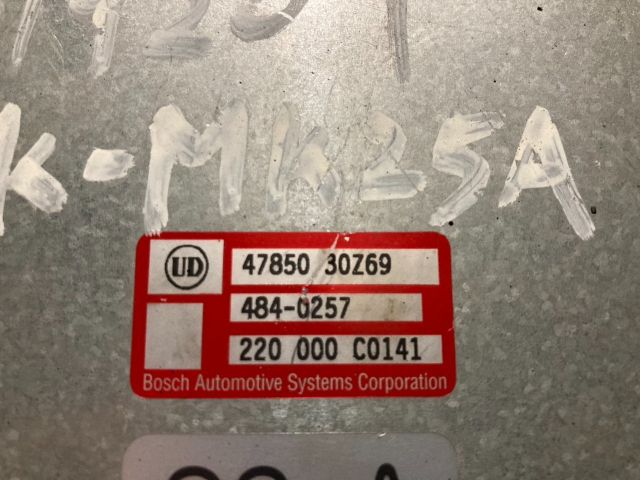 K-MK25A
UD
47850 30Z69
484-0257
220 000 C0141
Bosch Automotive Systems Corporation